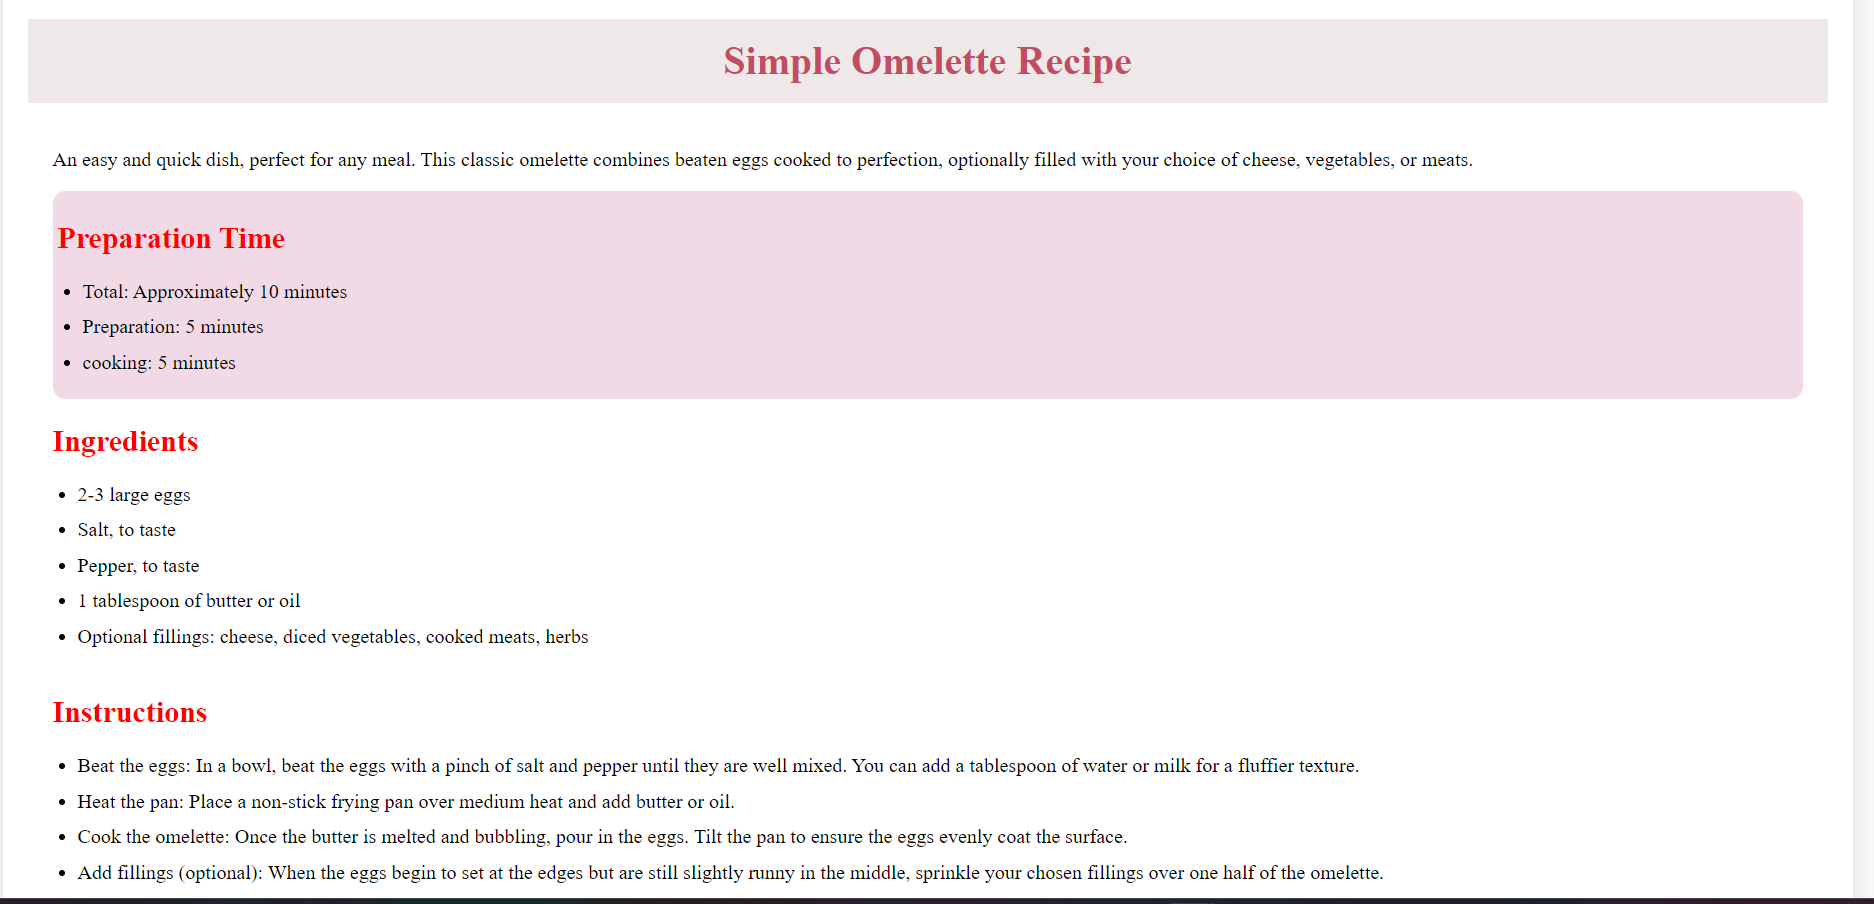 Simple Omelette Recipe
An easy and quick dish, perfect for any meal. This classic omelette combines beaten eggs cooked to perfection, optionally filled with your choice of cheese, vegetables, or meats.
Preparation Time
• Total: Approximately 10 minutes
• Preparation: 5 minutes
• cooking: 5 minutes
Ingredients
• 2-3 large eggs
• Salt, to taste
• Pepper, to taste
• 1 tablespoon of butter or oil
• Optional fillings: cheese, diced vegetables, cooked meats, herbs
Instructions
• Beat the eggs: In a bowl, beat the eggs with a pinch of salt and pepper until they are well mixed. You can add a tablespoon of water or milk for a fluffier texture.
• Heat the pan: Place a non-stick frying pan over medium heat and add butter or oil.
• Cook the omelette: Once the butter is melted and bubbling, pour in the eggs. Tilt the pan to ensure the eggs evenly coat the surface.
• Add fillings (optional): When the eggs begin to set at the edges but are still slightly runny in the middle, sprinkle your chosen fillings over one half of the omelette.